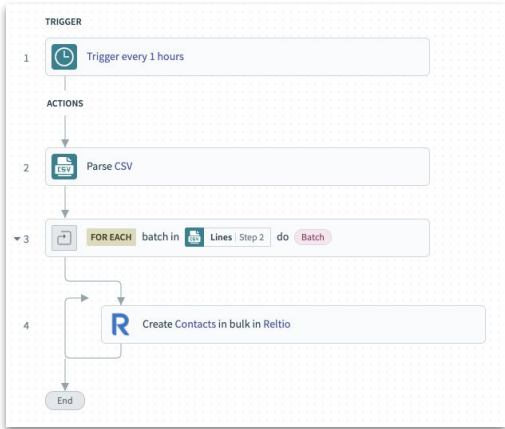 TRIGGER
1 Trigger every 1 hours
ACTIONS
2 CSV Parse CSV
3 FOR EACH batch in CSV Lines | Step 2 do Batch
4 R Create Contacts in bulk in Reltio
End